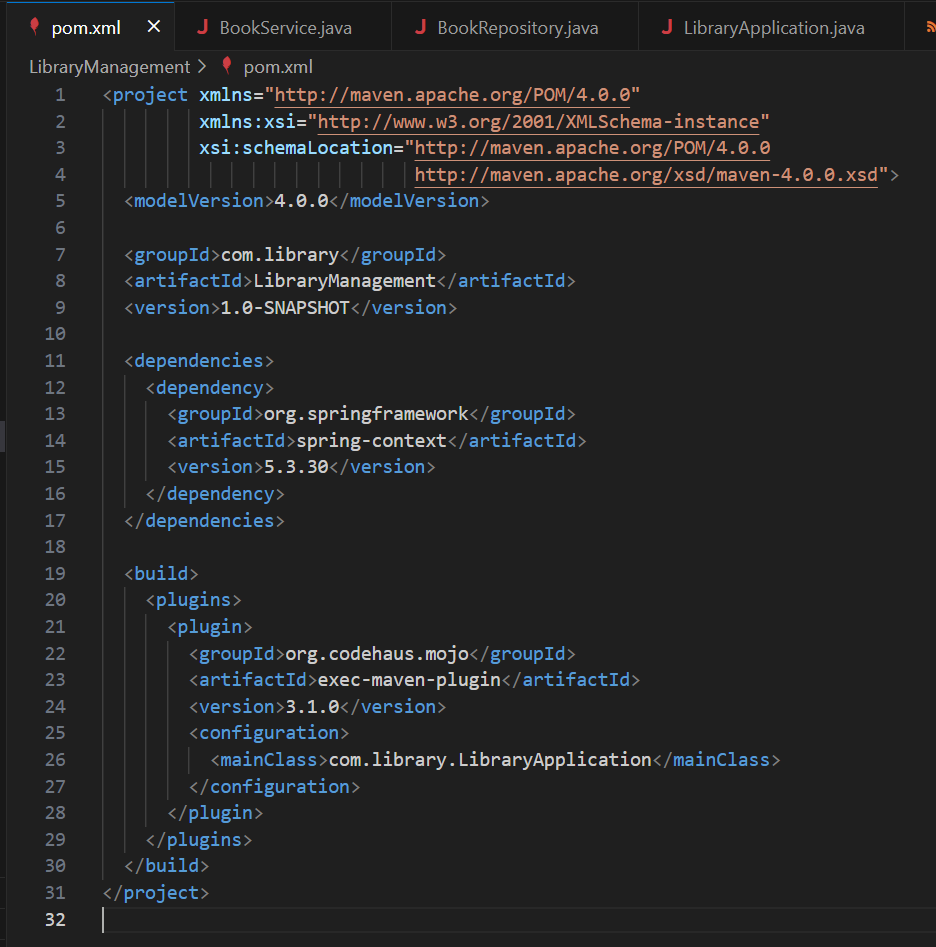 pom.xml × J BookService.java J BookRepository.java J LibraryApplication.java
LibraryManagement > pom.xml
1 <project xmlns="http://maven.apache.org/POM/4.0.0"
2 xmlns:xsi="http://www.w3.org/2001/XMLSchema-instance"
3 xsi:schemaLocation="http://maven.apache.org/POM/4.0.0
4 http://maven.apache.org/xsd/maven-4.0.0.xsd">
5 <modelVersion>4.0.0</modelVersion>
6
7 <groupId>com.library</groupId>
8 <artifactId>LibraryManagement</artifactId>
9 <version>1.0-SNAPSHOT</version>
10
11 <dependencies>
12 <dependency>
13 <groupId>org.springframework</groupId>
14 <artifactId>spring-context</artifactId>
15 <version>5.3.30</version>
16 </dependency>
17 </dependencies>
18
19 <build>
20 <plugins>
21 <plugin>
22 <groupId>org.codehaus.mojo</groupId>
23 <artifactId>exec-maven-plugin</artifactId>
24 <version>3.1.0</version>
25 <configuration>
26 <mainClass>com.library.LibraryApplication</mainClass>
27 </configuration>
28 </plugin>
29 </plugins>
30 </build>
31 </project>
32